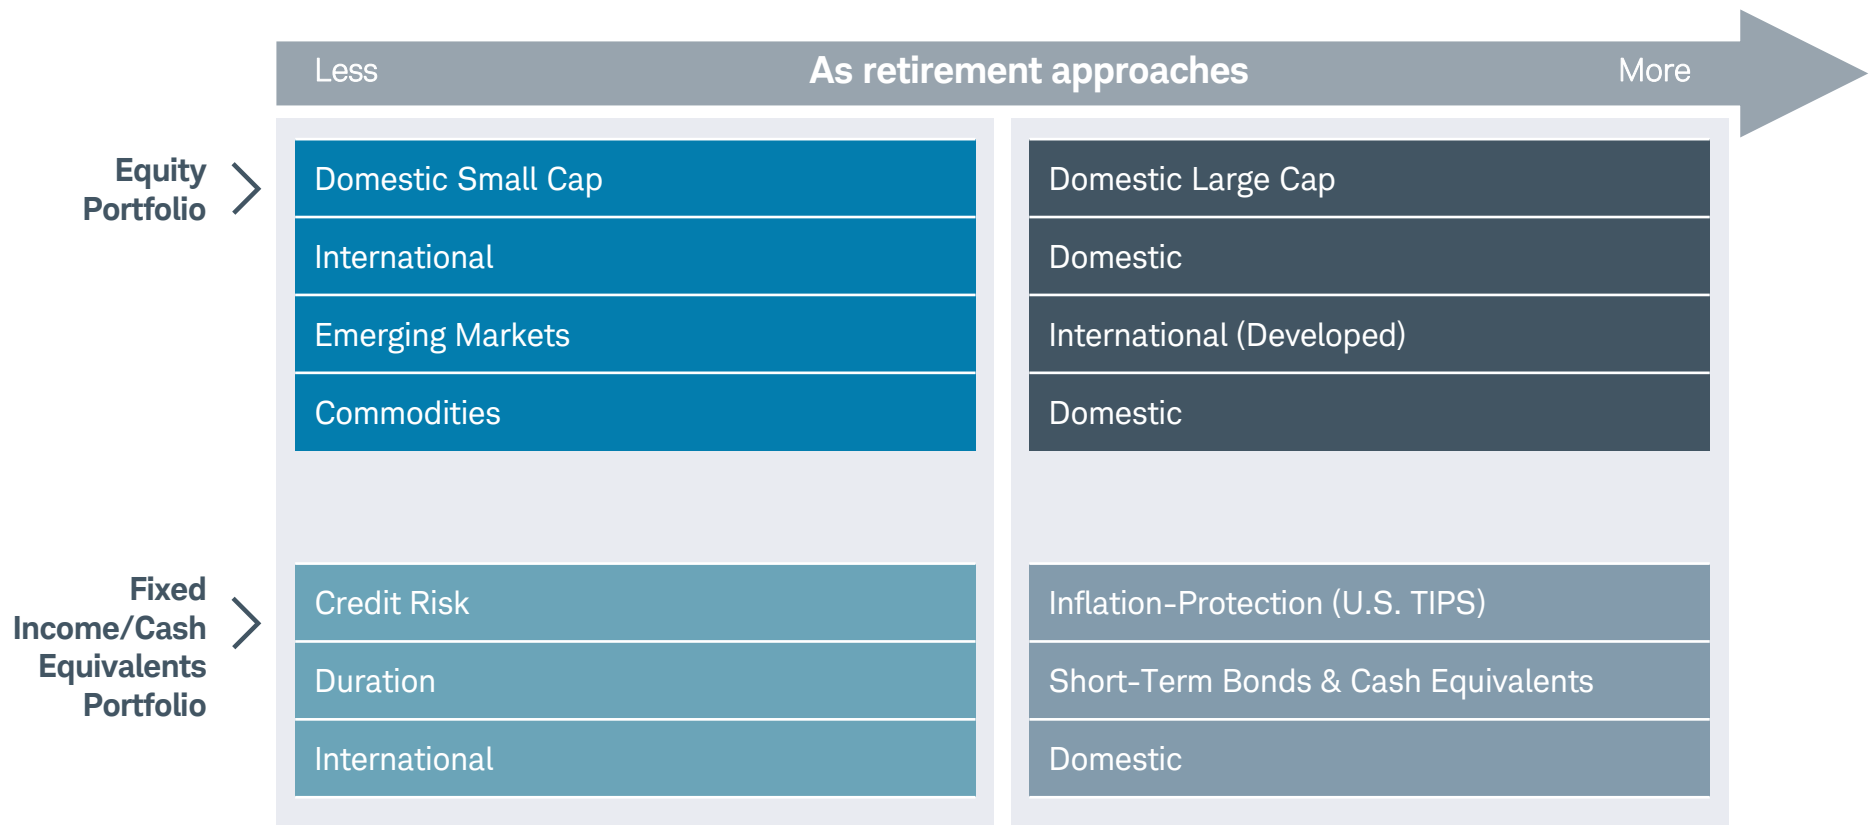 Less As retirement approaches More
Equity
Portfolio
Domestic Small Cap Domestic Large Cap
International Domestic
Emerging Markets International (Developed)
Commodities Domestic
Fixed
Income/Cash
Equivalents
Portfolio
Credit Risk Inflation-Protection (U.S. TIPS)
Duration Short-Term Bonds & Cash Equivalents
International Domestic